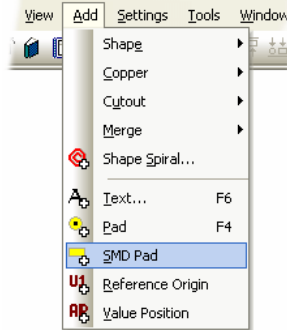 View Add Settings Tools Window
Shape
Copper
Cutout
Merge
Shape Spiral...
Text... F6
Pad F4
SMD Pad
Reference Origin
Value Position